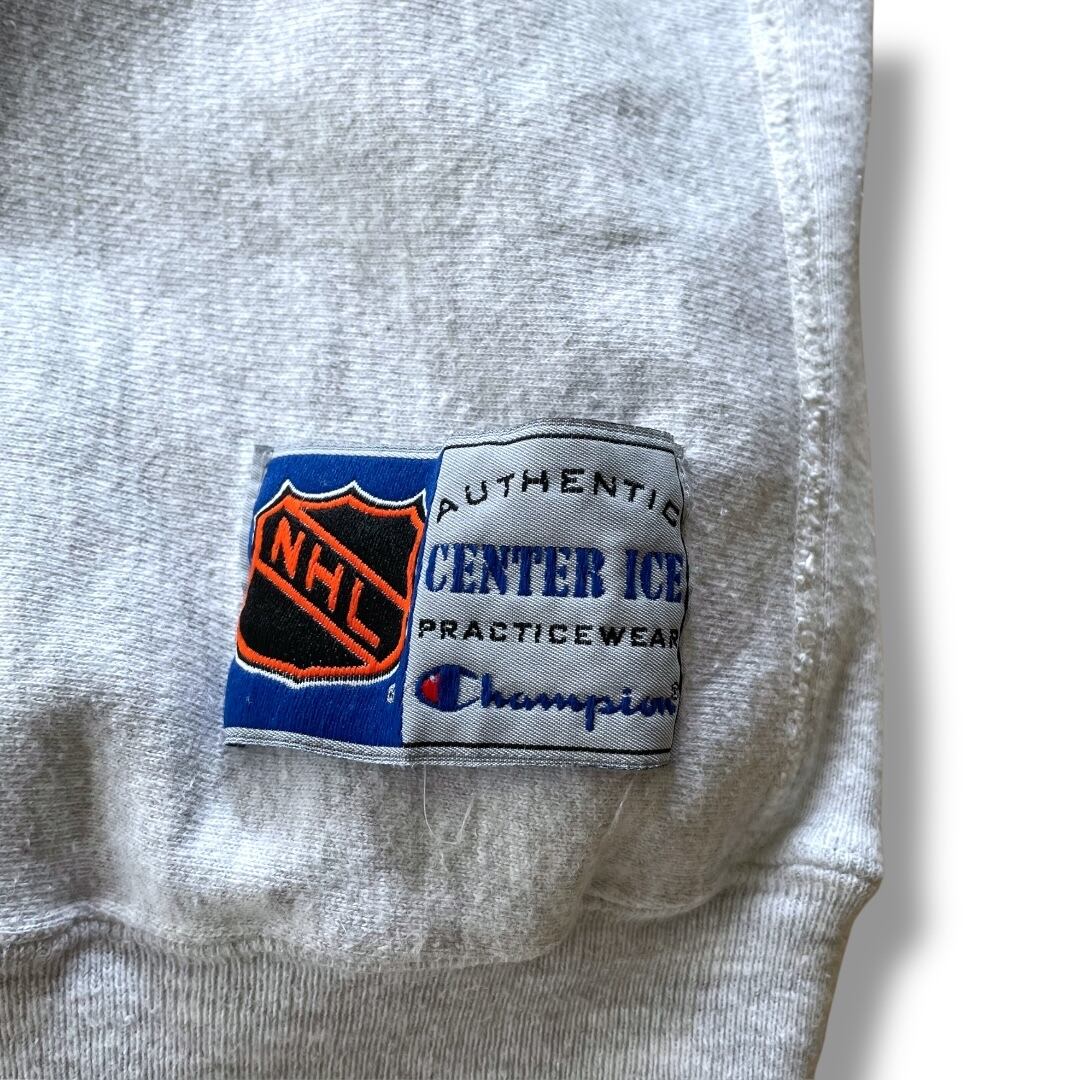 NHL
AUTHENTIC
CENTER ICE
PRACTICEWEAR
Champion®